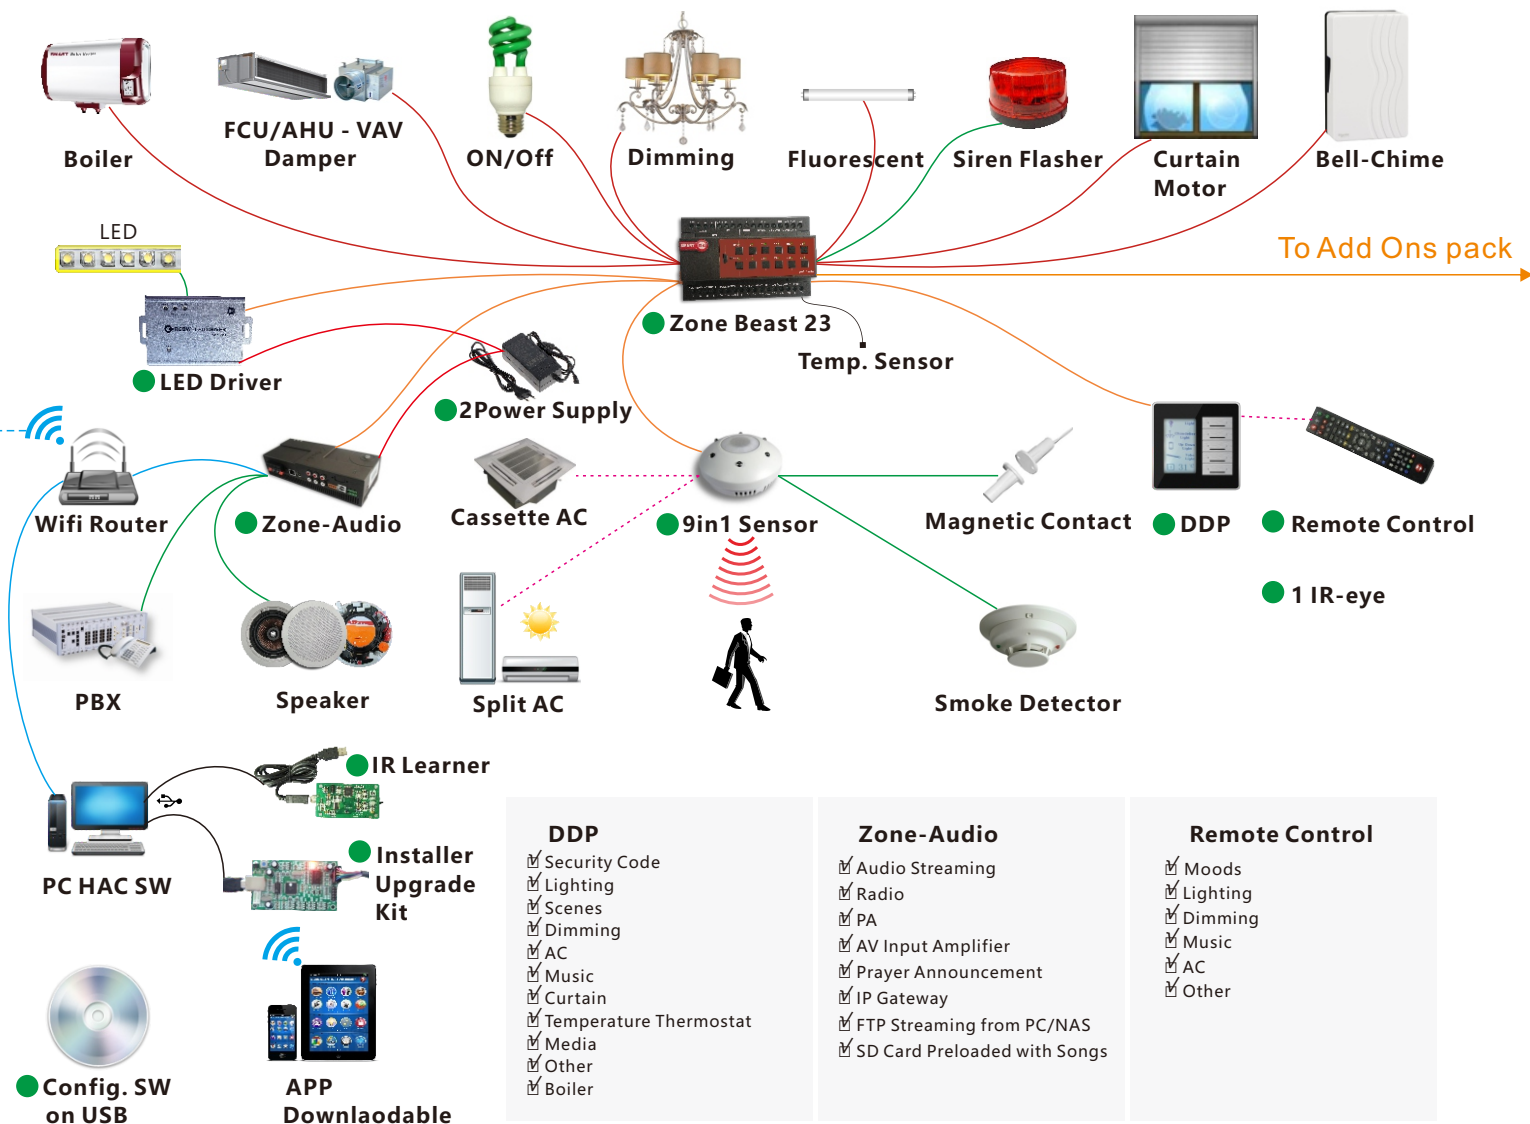 Boiler
FCU/AHU - VAV
Damper
ON/Off
Dimming
Fluorescent
Siren Flasher
Curtain
Motor
Bell-Chime
LED
To Add Ons pack
Zone Beast 23
Temp. Sensor
LED Driver
2Power Supply
Wifi Router
Zone-Audio
Cassette AC
9in1 Sensor
Magnetic Contact
DDP
Remote Control
1 IR-eye
PBX
Speaker
Split AC
Smoke Detector
IR Learner
PC HAC SW
Installer
Upgrade
Kit
Config. SW
on USB
APP
Downlaodable
DDP
Security Code
Lighting
Scenes
Dimming
AC
Music
Curtain
Temperature Thermostat
Media
Other
Boiler
Zone-Audio
Audio Streaming
Radio
PA
AV Input Amplifier
Prayer Announcement
IP Gateway
FTP Streaming from PC/NAS
SD Card Preloaded with Songs
Remote Control
Moods
Lighting
Dimming
Music
AC
Other